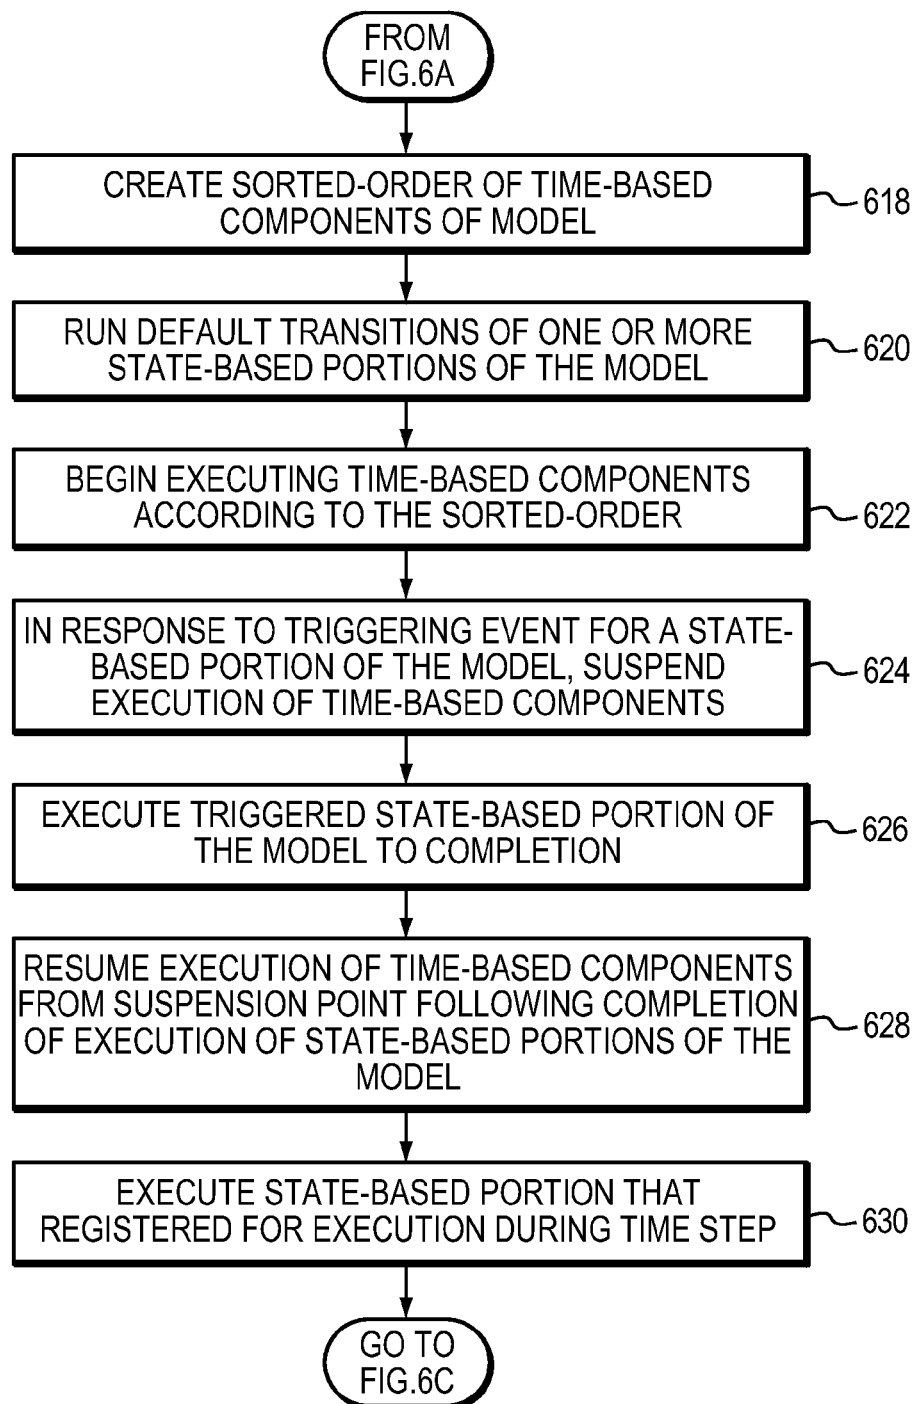 FROM
FIG.6A
CREATE SORTED-ORDER OF TIME-BASED
COMPONENTS OF MODEL
618
RUN DEFAULT TRANSITIONS OF ONE OR MORE
STATE-BASED PORTIONS OF THE MODEL
620
BEGIN EXECUTING TIME-BASED COMPONENTS
ACCORDING TO THE SORTED-ORDER
622
IN RESPONSE TO TRIGGERING EVENT FOR A STATE-
BASED PORTION OF THE MODEL, SUSPEND
EXECUTION OF TIME-BASED COMPONENTS
624
EXECUTE TRIGGERED STATE-BASED PORTION OF
THE MODEL TO COMPLETION
626
RESUME EXECUTION OF TIME-BASED COMPONENTS
FROM SUSPENSION POINT FOLLOWING COMPLETION
OF EXECUTION OF STATE-BASED PORTIONS OF THE
MODEL
628
EXECUTE STATE-BASED PORTION THAT
REGISTERED FOR EXECUTION DURING TIME STEP
630
GO TO
FIG.6C